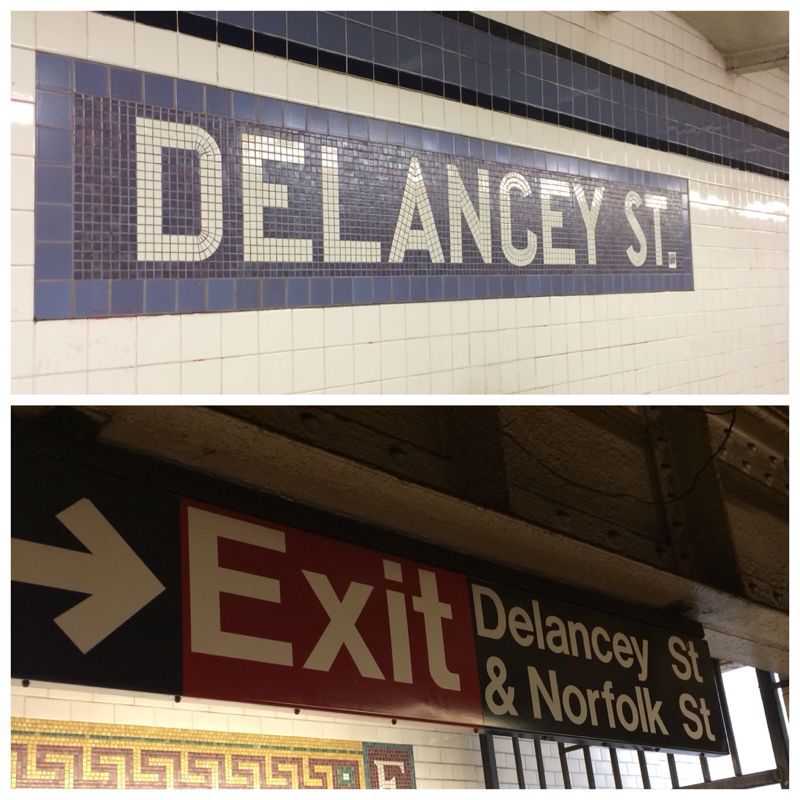 DELANCEY ST.
Exit
Delancey St
& Norfolk St